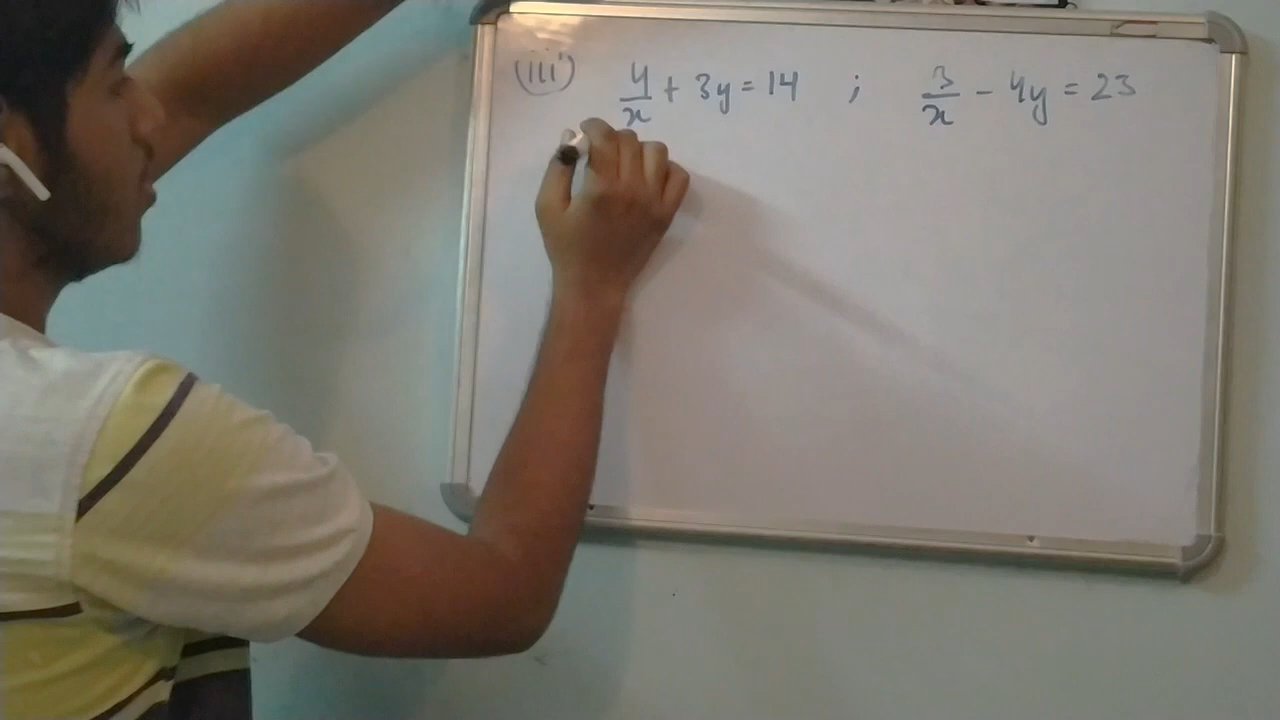 (iii) 4/x + 3y = 14 ; 3/x - 4y = 23